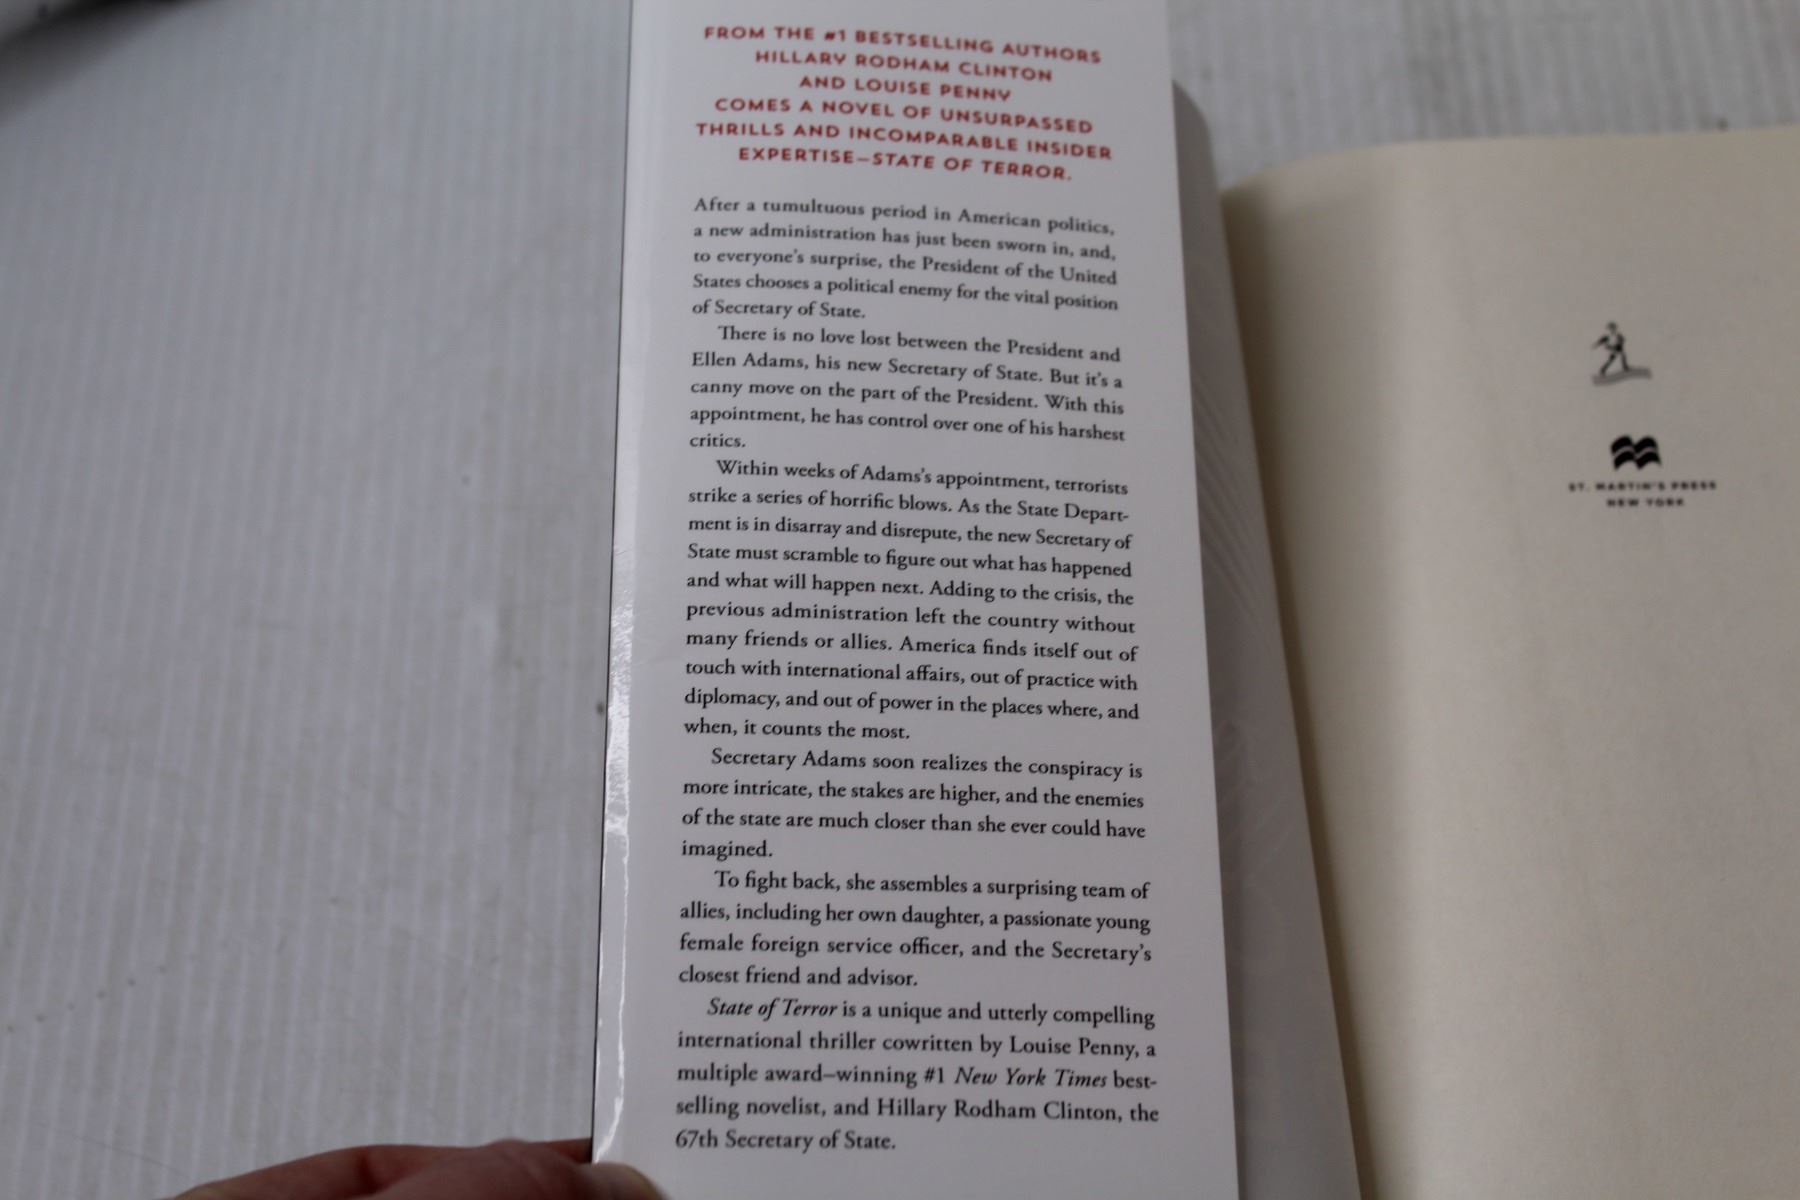 FROM THE #1 BESTSELLING AUTHORS
HILLARY RODHAM CLINTON
AND LOUISE PENNY
COMES A NOVEL OF UNSURPASSED
THRILLS AND INCOMPARABLE INSIDER
EXPERTISE—STATE OF TERROR.
After a tumultuous period in American politics,
a new administration has just been sworn in, and,
to everyone's surprise, the President of the United
States chooses a political enemy for the vital position
of Secretary of State.
There is no love lost between the President and
Ellen Adams, his new Secretary of State. But it's a
canny move on the part of the President. With this
appointment, he has control over one of his harshest
critics.
Within weeks of Adams's appointment, terrorists
strike a series of horrific blows. As the State Depart-
ment is in disarray and disrepute, the new Secretary of
State must scramble to figure out what has happened
and what will happen next. Adding to the crisis, the
previous administration left the country without
many friends or allies. America finds itself out of
touch with international affairs, out of practice with
diplomacy, and out of power in the places where, and
when, it counts the most.
Secretary Adams soon realizes the conspiracy is
more intricate, the stakes are higher, and the enemies
of the state are much closer than she ever could have
imagined.
To fight back, she assembles a surprising team of
allies, including her own daughter, a passionate young
female foreign service officer, and the Secretary's
closest friend and advisor.
State of Terror is a unique and utterly compelling
international thriller cowritten by Louise Penny, a
multiple award–winning #1 New York Times best-
selling novelist, and Hillary Rodham Clinton, the
67th Secretary of State.
ST. MARTIN'S PRESS
NEW YORK